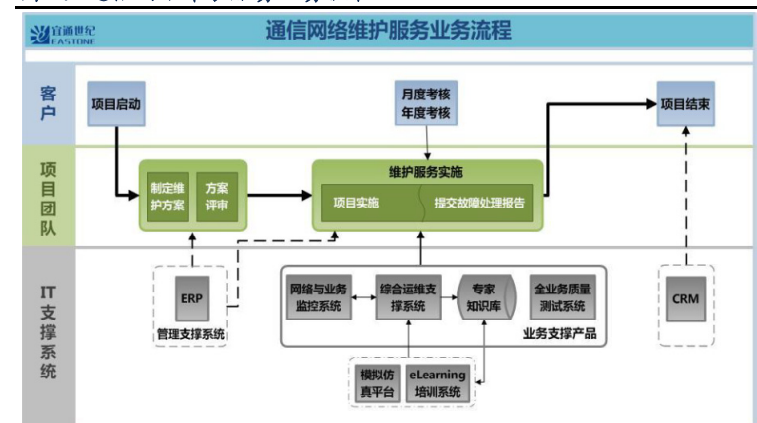 宜通世纪
EASTONE
通信网络维护服务业务流程
客
户
项目启动
月度考核
年度考核
项目结束
项
目
团
队
制定维
护方案
方案
评审
维护服务实施
项目实施
提交故障处理报告
IT
支
撑
系
统
ERP
管理支撑系统
网络与业务
监控系统
综合运维支
撑系统
专家
知识库
全业务质量
测试系统
业务支撑产品
CRM
模拟仿
真平台
eLearning
培训系统